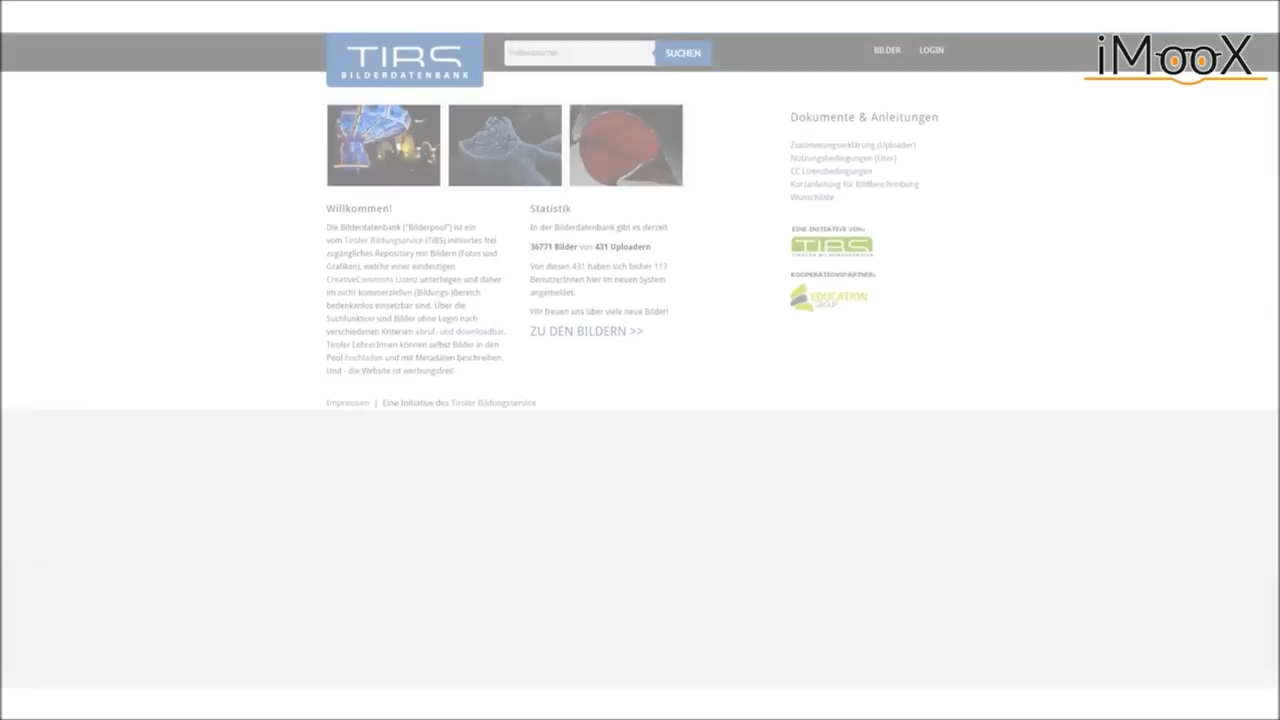 TIBS
BILDERDATENBANK
SUCHEN
BILDER
LOGIN
iMooX
Dokumente & Anleitungen
Zustimmungserklärung (Uploader)
Nutzungsbedingungen (User)
CC Lizenzbedingungen
Kurzanleitung für Bildbeschreibung
Wunschliste
EINE INITIATIVE VON:
TIBS
TIROLER BILDUNGSSERVICE
KOOPERATIONSPARTNER:
EDUCATION
GROUP
Willkommen!
Die Bilderdatenbank ("Bilderpool") ist ein
vom Tiroler Bildungsservice (TiBS) initiiertes frei
zugängliches Repository mit Bildern (Fotos und
Grafiken), welche einer eindeutigen
CreativeCommons Lizenz unterliegen und daher
im nicht kommerziellen (Bildungs-)Bereich
bedenkenlos einsetzbar sind. Über die
Suchfunktion sind Bilder ohne Login nach
verschiedenen Kriterien abruf- und downloadbar.
Tiroler LehrerInnen können selbst Bilder in den
Pool hochladen und mit Metadaten beschreiben.
Und - die Website ist werbungsfrei!
Statistik
In der Bilderdatenbank gibt es derzeit
36771 Bilder von 431 Uploadern
Von diesen 431 haben sich bisher 117
BenutzerInnen hier im neuen System
angemeldet.
Wir freuen uns über viele neue Bilder!
ZU DEN BILDERN >>
Impressum | Eine Initiative des Tiroler Bildungsservice